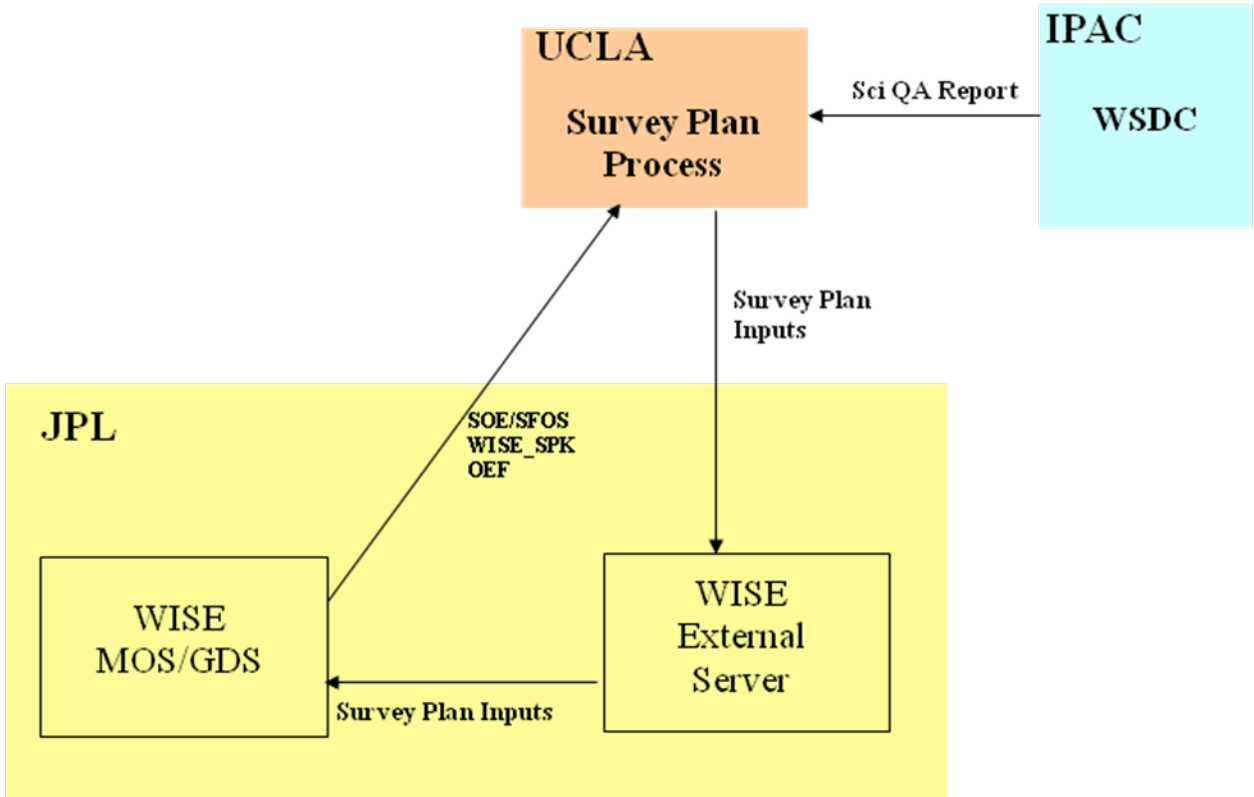 UCLA
Survey Plan
Process
Sci QA Report
IPAC
WSDC
Survey Plan
Inputs
JPL
SOE/SFOS
WISE_SPK
OEF
WISE
MOS/GDS
WISE
External
Server
Survey Plan Inputs